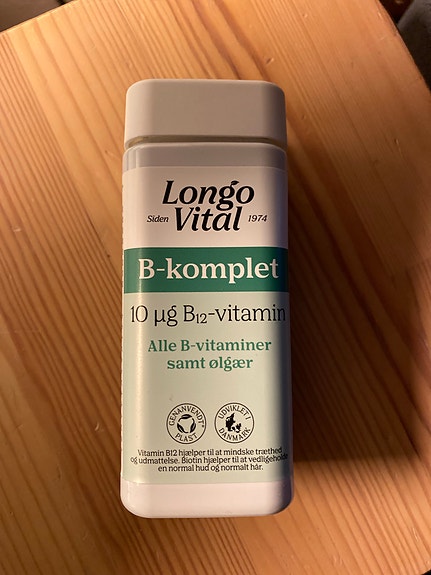 Longo
Siden Vital 1974
B-komplet
10 µg B₁₂-vitamin
Alle B-vitaminer
samt ølgær
GENANVENDT*
PLAST
UDVIKLET I
DANMARK
Vitamin B12 hjælper til at mindske træthed
og udmattelse. Biotin hjælper til at vedligeholde
en normal hud og normalt hår.